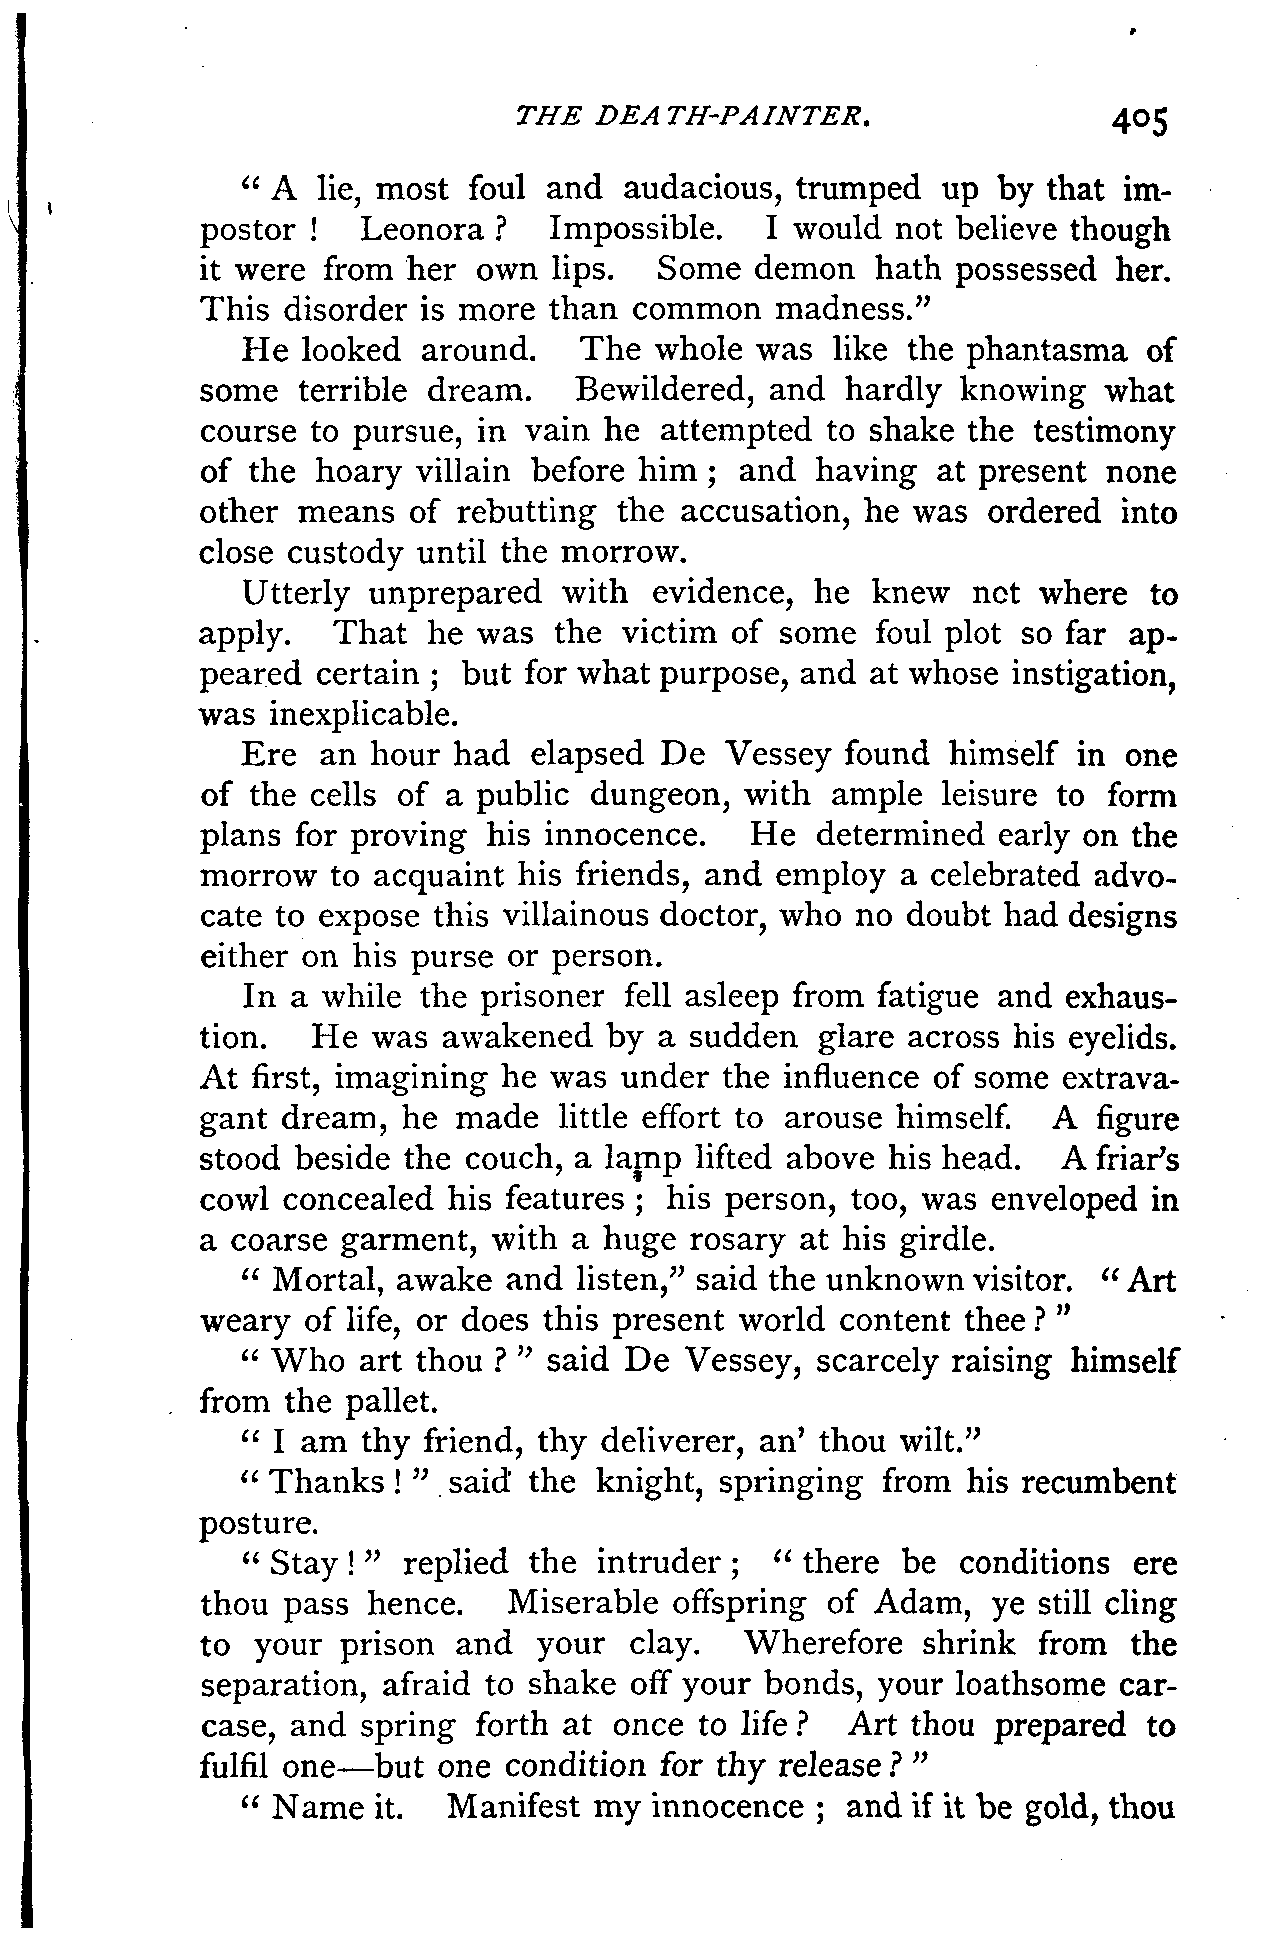 THE DEATH-PAINTER. 405
“ A lie, most foul and audacious, trumped up by that im-
postor ! Leonora ? Impossible. I would not believe though
it were from her own lips. Some demon hath possessed her.
This disorder is more than common madness.”
He looked around. The whole was like the phantasma of
some terrible dream. Bewildered, and hardly knowing what
course to pursue, in vain he attempted to shake the testimony
of the hoary villain before him ; and having at present none
other means of rebutting the accusation, he was ordered into
close custody until the morrow.
Utterly unprepared with evidence, he knew not where to
apply. That he was the victim of some foul plot so far ap-
peared certain ; but for what purpose, and at whose instigation,
was inexplicable.
Ere an hour had elapsed De Vessey found himself in one
of the cells of a public dungeon, with ample leisure to form
plans for proving his innocence. He determined early on the
morrow to acquaint his friends, and employ a celebrated advo-
cate to expose this villainous doctor, who no doubt had designs
either on his purse or person.
In a while the prisoner fell asleep from fatigue and exhaus-
tion. He was awakened by a sudden glare across his eyelids.
At first, imagining he was under the influence of some extrava-
gant dream, he made little effort to arouse himself. A figure
stood beside the couch, a lamp lifted above his head. A friar’s
cowl concealed his features ; his person, too, was enveloped in
a coarse garment, with a huge rosary at his girdle.
“ Mortal, awake and listen,” said the unknown visitor. “ Art
weary of life, or does this present world content thee ? ”
“ Who art thou ? ” said De Vessey, scarcely raising himself
from the pallet.
“ I am thy friend, thy deliverer, an’ thou wilt.”
“ Thanks ! ” said the knight, springing from his recumbent
posture.
“ Stay ! ” replied the intruder ; “ there be conditions ere
thou pass hence. Miserable offspring of Adam, ye still cling
to your prison and your clay. Wherefore shrink from the
separation, afraid to shake off your bonds, your loathsome car-
case, and spring forth at once to life ? Art thou prepared to
fulfil one—but one condition for thy release ? ”
“ Name it. Manifest my innocence ; and if it be gold, thou